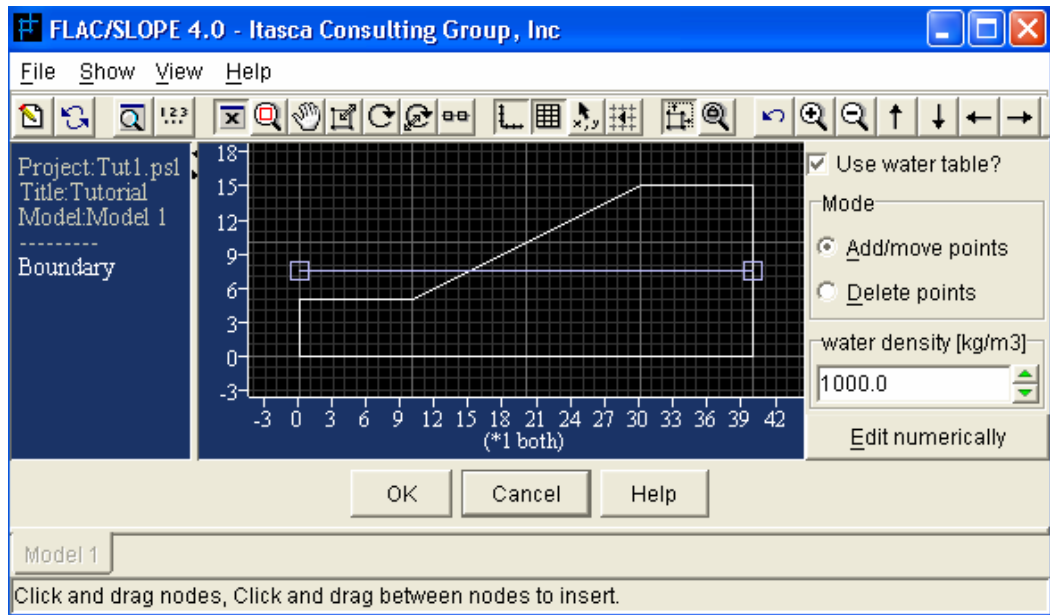 FLAC/SLOPE 4.0 - Itasca Consulting Group, Inc
File Show View Help
123
x,y
Project:Tut1.psl
Title:Tutorial
Model:Model 1
---------
Boundary
18
15
12
9
6
3
0
-3
-3 0 3 6 9 12 15 18 21 24 27 30 33 36 39 42
(*1 both)
Use water table?
Mode
Add/move points
Delete points
water density [kg/m3]
1000.0
Edit numerically
OK Cancel Help
Model 1
Click and drag nodes, Click and drag between nodes to insert.